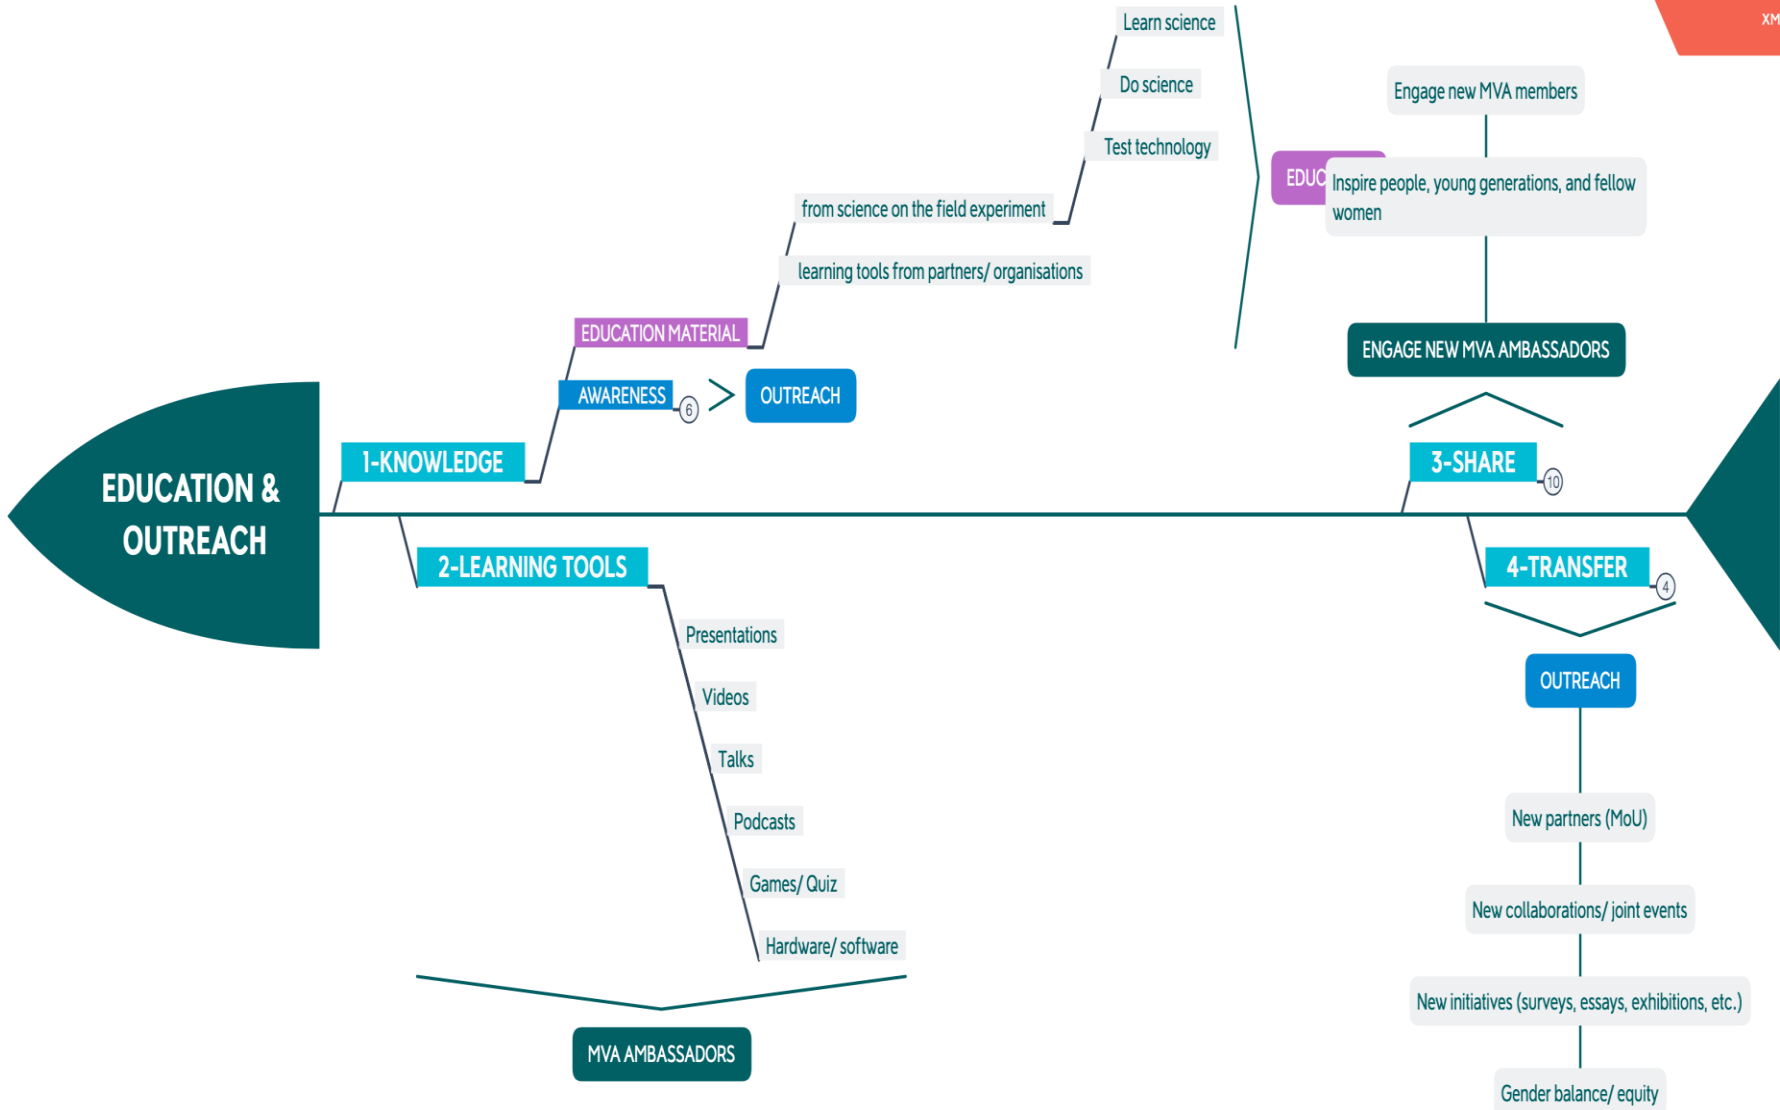 XM
Learn science
Do science
Test technology
from science on the field experiment
learning tools from partners/ organisations
EDUCATION MATERIAL
AWARENESS
6
OUTREACH
1-KNOWLEDGE
EDUCATION &
OUTREACH
2-LEARNING TOOLS
Presentations
Videos
Talks
Podcasts
Games/ Quiz
Hardware/ software
MVA AMBASSADORS
EDUC
Engage new MVA members
Inspire people, young generations, and fellow
women
ENGAGE NEW MVA AMBASSADORS
3-SHARE
10
4-TRANSFER
4
OUTREACH
New partners (MoU)
New collaborations/ joint events
New initiatives (surveys, essays, exhibitions, etc.)
Gender balance/ equity